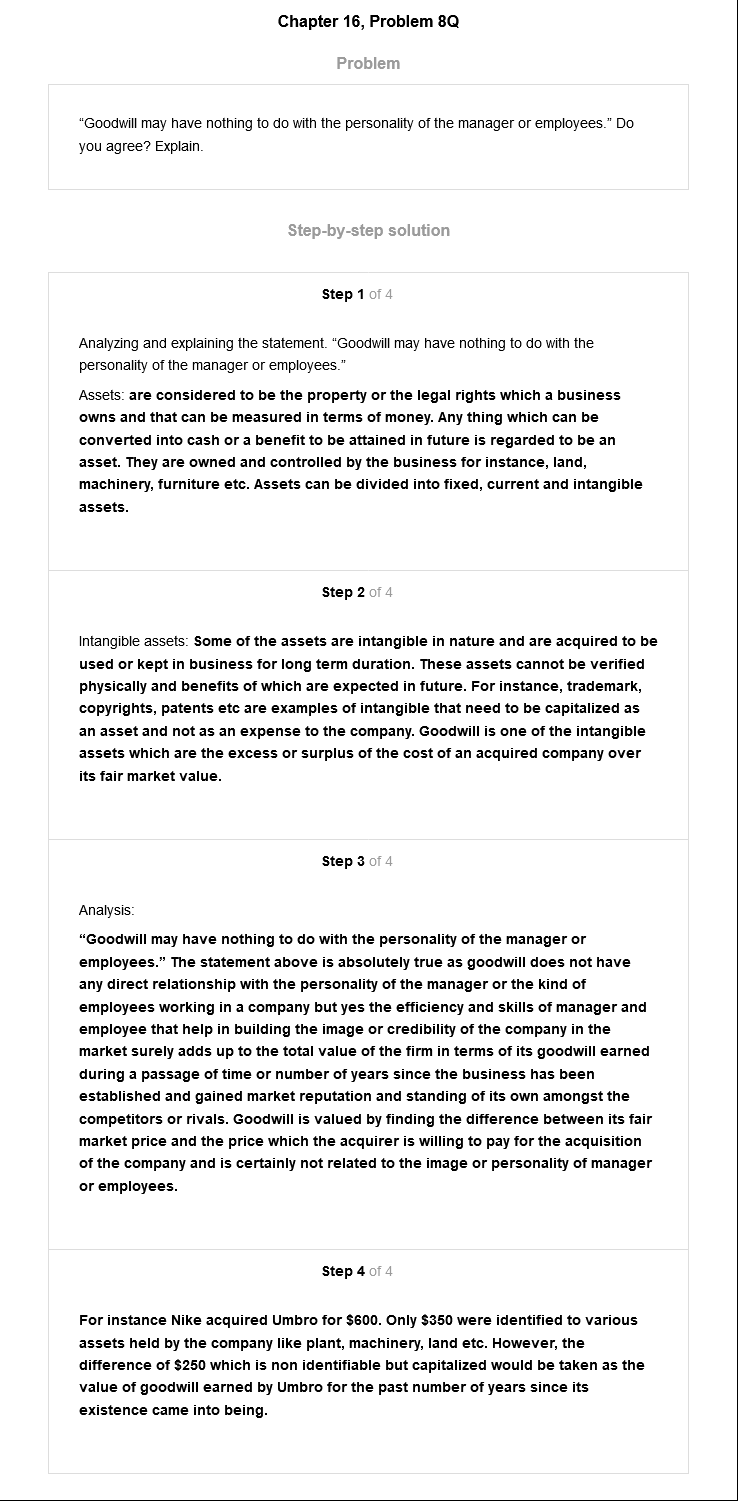 Chapter 16, Problem 8Q
Problem
“Goodwill may have nothing to do with the personality of the manager or employees.” Do
you agree? Explain.
Step-by-step solution
Step 1 of 4
Analyzing and explaining the statement. “Goodwill may have nothing to do with the
personality of the manager or employees.”
Assets: are considered to be the property or the legal rights which a business
owns and that can be measured in terms of money. Any thing which can be
converted into cash or a benefit to be attained in future is regarded to be an
asset. They are owned and controlled by the business for instance, land,
machinery, furniture etc. Assets can be divided into fixed, current and intangible
assets.
Step 2 of 4
Intangible assets: Some of the assets are intangible in nature and are acquired to be
used or kept in business for long term duration. These assets cannot be verified
physically and benefits of which are expected in future. For instance, trademark,
copyrights, patents etc are examples of intangible that need to be capitalized as
an asset and not as an expense to the company. Goodwill is one of the intangible
assets which are the excess or surplus of the cost of an acquired company over
its fair market value.
Step 3 of 4
Analysis:
“Goodwill may have nothing to do with the personality of the manager or
employees.” The statement above is absolutely true as goodwill does not have
any direct relationship with the personality of the manager or the kind of
employees working in a company but yes the efficiency and skills of manager and
employee that help in building the image or credibility of the company in the
market surely adds up to the total value of the firm in terms of its goodwill earned
during a passage of time or number of years since the business has been
established and gained market reputation and standing of its own amongst the
competitors or rivals. Goodwill is valued by finding the difference between its fair
market price and the price which the acquirer is willing to pay for the acquisition
of the company and is certainly not related to the image or personality of manager
or employees.
Step 4 of 4
For instance Nike acquired Umbro for $600. Only $350 were identified to various
assets held by the company like plant, machinery, land etc. However, the
difference of $250 which is non identifiable but capitalized would be taken as the
value of goodwill earned by Umbro for the past number of years since its
existence came into being.